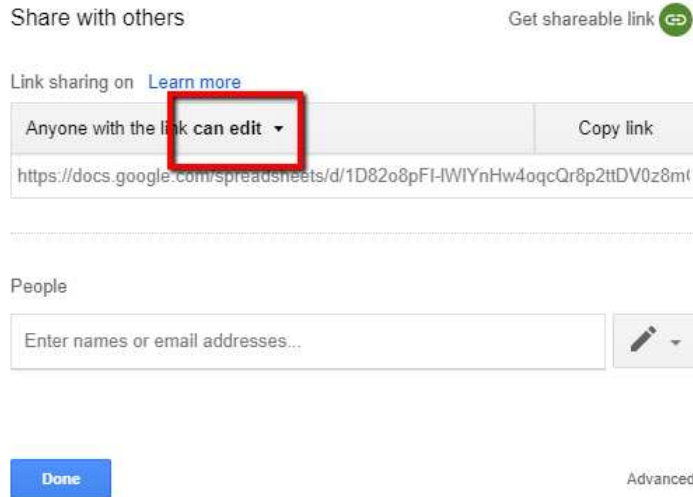 Share with others
Get shareable link
Link sharing on Learn more
Anyone with the link can edit
Copy link
https://docs.google.com/spreadsheets/d/1D82o8pFI-IWIYnHw4oqcQr8p2ttDV0z8m(
People
Enter names or email addresses...
Done
Advanced